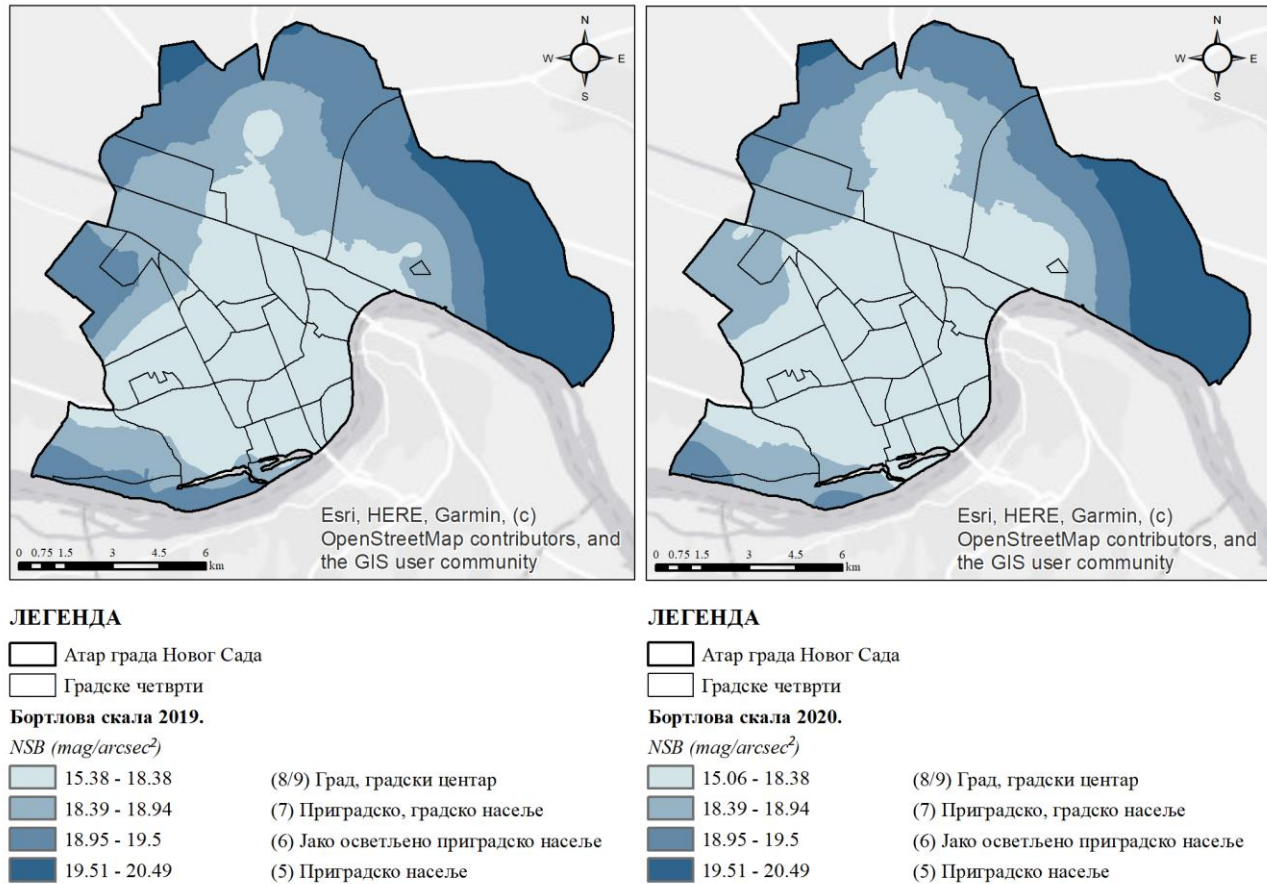 N
W E
S
Esri, HERE, Garmin, (c)
OpenStreetMap contributors, and
the GIS user community
0 0.75 1.5 3 4.5 6
km
ЛЕГЕНДА
Атар града Новог Сада
Градске четврти
Бортлова скала 2019.
NSB (mag/arcsec²)
15.38 - 18.38 (8/9) Град, градски центар
18.39 - 18.94 (7) Приградско, градско насеље
18.95 - 19.5 (6) Јако осветљено приградско насеље
19.51 - 20.49 (5) Приградско насеље
N
W E
S
Esri, HERE, Garmin, (c)
OpenStreetMap contributors, and
the GIS user community
0 0.75 1.5 3 4.5 6
km
ЛЕГЕНДА
Атар града Новог Сада
Градске четврти
Бортлова скала 2020.
NSB (mag/arcsec²)
15.06 - 18.38 (8/9) Град, градски центар
18.39 - 18.94 (7) Приградско, градско насеље
18.95 - 19.5 (6) Јако осветљено приградско насеље
19.51 - 20.49 (5) Приградско насеље